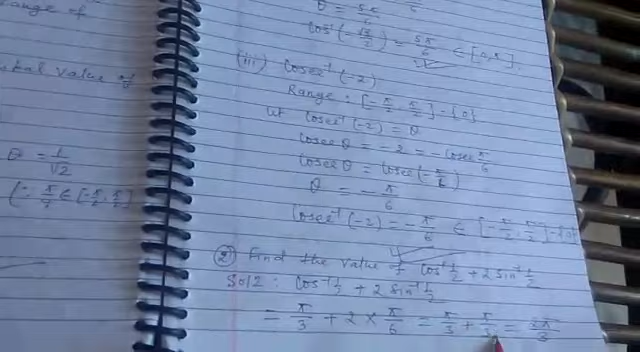 range of
value of
θ = 1/√2
(∵ π/4 ∈ [-π/2, π/2]
θ = 5π/6
cos⁻¹(-√3/2) = 5π/6 ∈ [0, π].
(iii) cosec⁻¹(-2)
Range : [-π/2, π/2] - {0}
let cosec⁻¹(-2) = θ
cosec θ = -2 = -cosec π/6
cosec θ = cosec(-π/6)
θ = -π/6
cosec⁻¹(-2) = -π/6 ∈ [-π/2, π/2] - {0}
② Find the value of cos⁻¹ 1/2 + 2 sin⁻¹ 1/2
Sol2 : cos⁻¹ 1/2 + 2 sin⁻¹ 1/2
= π/3 + 2 × π/6 = π/3 + π/3 = 2π/3